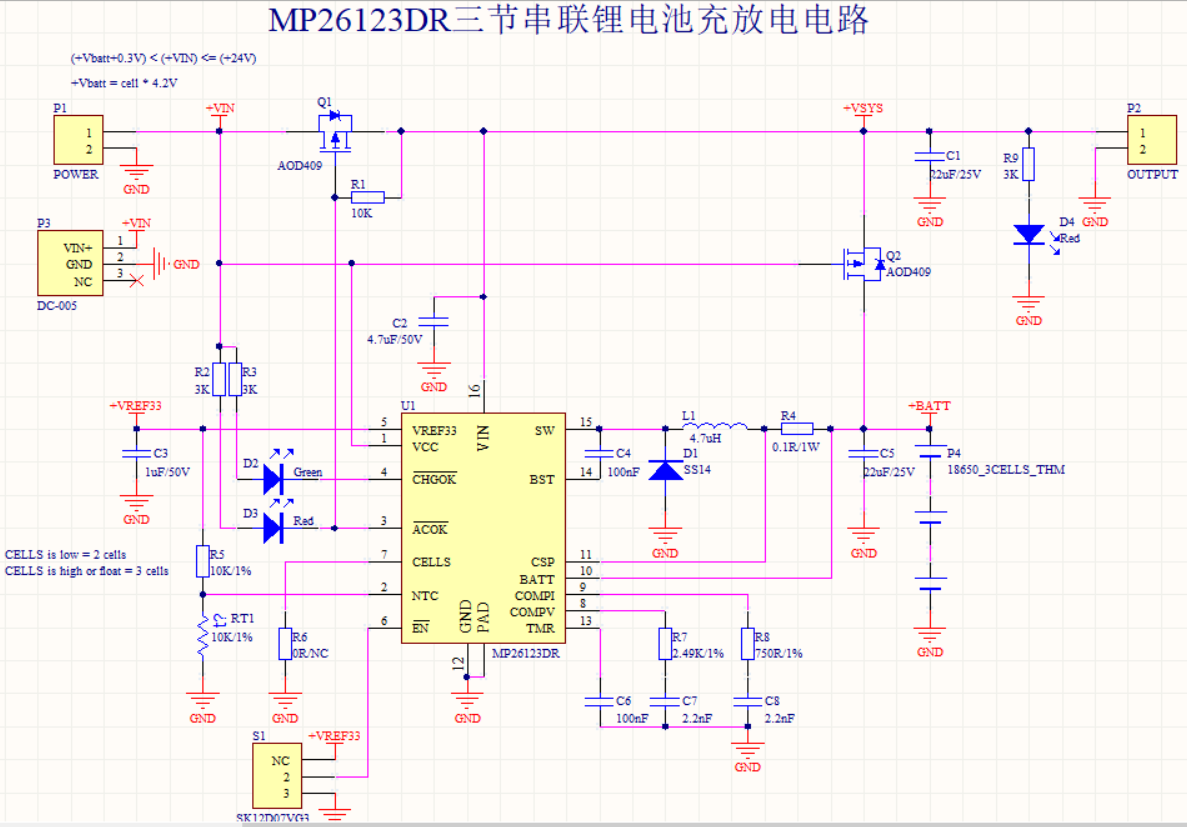 MP26123DR三节串联锂电池充放电电路
(+Vbatt+0.3V) < (+VIN) <= (+24V)
+Vbatt = cell * 4.2V
P1
1
2
POWER
GND
+VIN
Q1
AOD409
R1
10K
+VSYS
C1
22uF/25V
GND
R9
3K
D4
Red
GND
P2
1
2
OUTPUT
GND
P3
VIN+
GND
NC
1
2
3
+VIN
GND
DC-005
Q2
AOD409
C2
4.7uF/50V
GND
R2
3K
R3
3K
+VREF33
C3
1uF/50V
GND
D2
Green
D3
Red
U1
16
VIN
5
VREF33
1
VCC
4
CHGOK
3
ACOK
7
CELLS
2
NTC
6
EN
SW
15
BST
14
CSP
11
BATT
10
COMPI
9
COMPV
8
TMR
13
GND
PAD
12
MP26123DR
GND
L1
4.7uH
R4
0.1R/1W
C4
100nF
D1
SS14
GND
C5
22uF/25V
GND
+BATT
P4
18650_3CELLS_THM
GND
CELLS is low = 2 cells
CELLS is high or float = 3 cells
R5
10K/1%
RT1
10K/1%
GND
R6
0R/NC
GND
R7
2.49K/1%
R8
750R/1%
C6
100nF
C7
2.2nF
C8
2.2nF
GND
S1
+VREF33
NC
2
3
SK12D07VG3